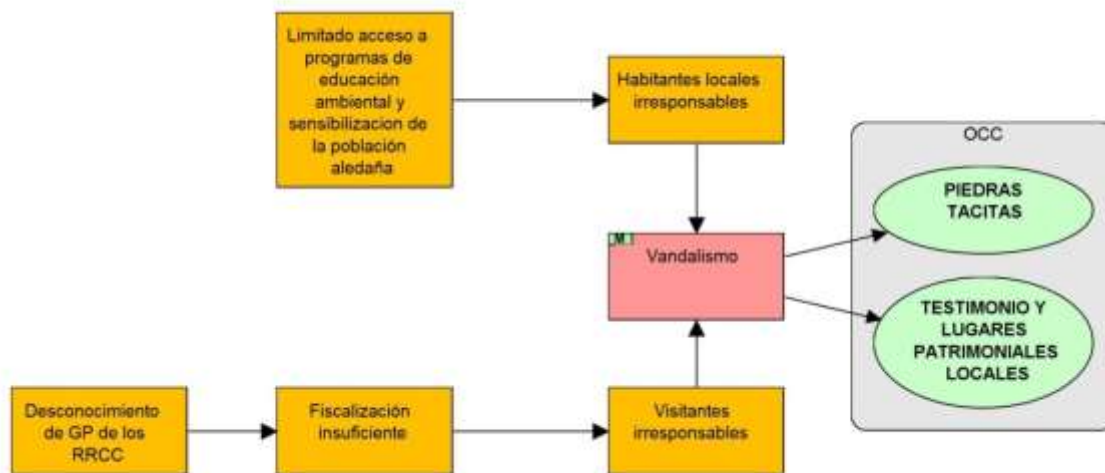 Limitado acceso a
programas de
educación
ambiental y
sensibilizacion de
la población
aledaña
Habitantes locales
irresponsables
OCC
PIEDRAS
TACITAS
M
Vandalismo
TESTIMONIO Y
LUGARES
PATRIMONIALES
LOCALES
Desconocimiento
de GP de los
RRCC
Fiscalización
insuficiente
Visitantes
irresponsables